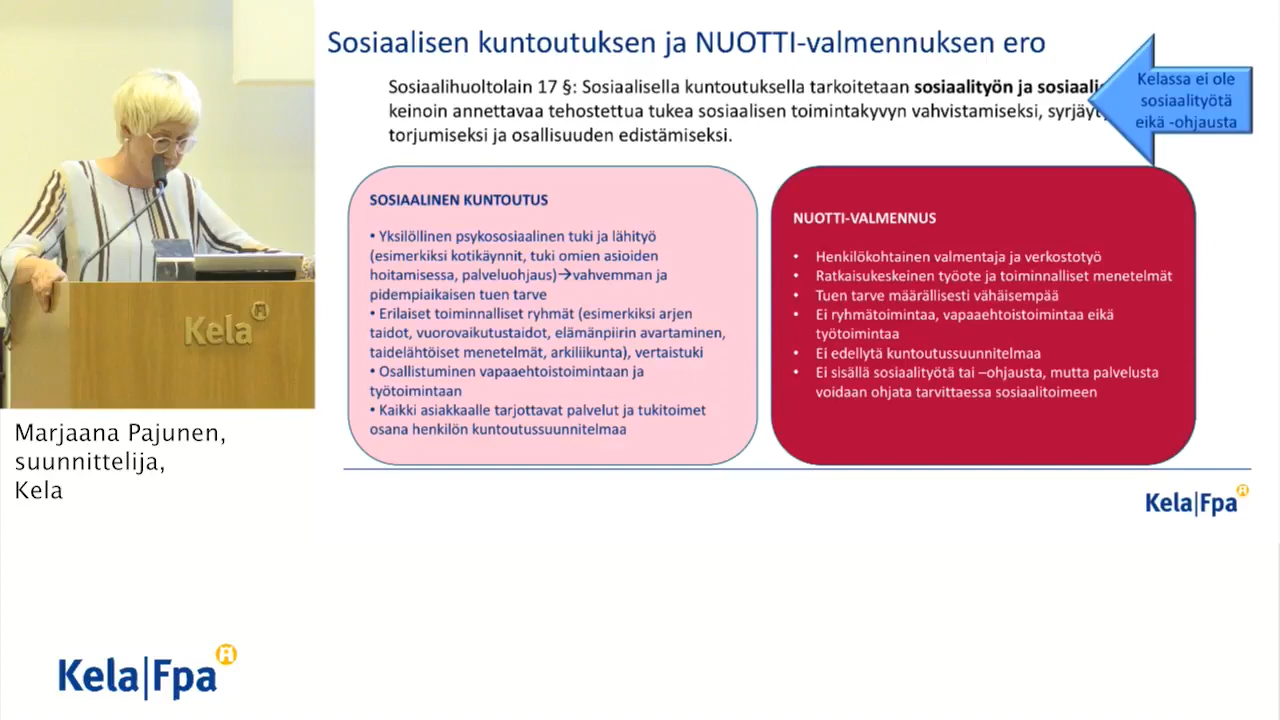 Sosiaalisen kuntoutuksen ja NUOTTI-valmennuksen ero
Sosiaalihuoltolain 17 §: Sosiaalisella kuntoutuksella tarkoitetaan sosiaalityön ja
keinoin annettavaa tehostettua tukea sosiaalisen toimintakyvyn vahvistamiseksi,
torjumiseksi ja osallisuuden edistämiseksi.
Kelassa ei ole
sosiaalityötä
eikä -ohjausta
SOSIAALINEN KUNTOUTUS
• Yksilöllinen psykososiaalinen tuki ja lähityö
(esimerkiksi kotikäynnit, tuki omien asioiden
hoitamisessa, palveluohjaus)→vahvemman ja
pidempiaikaisen tuen tarve
• Erilaiset toiminnalliset ryhmät (esimerkiksi arjen
taidot, vuorovaikutustaidot, elämänpiirin avartaminen,
taidelähtöiset menetelmät, arkiliikunta), vertaistuki
• Osallistuminen vapaaehtoistoimintaan ja
työtoimintaan
• Kaikki asiakkaalle tarjottavat palvelut ja tukitoimet
osana henkilön kuntoutussuunnitelmaa
NUOTTI-VALMENNUS
• Henkilökohtainen valmentaja ja verkostotyö
• Ratkaisukeskeinen työote ja toiminnalliset menetelmät
• Tuen tarve määrällisesti vähäisempää
• Ei ryhmätoimintaa, vapaaehtoistoimintaa eikä
työtoimintaa
• Ei edellytä kuntoutussuunnitelmaa
• Ei sisällä sosiaalityötä tai –ohjausta, mutta palvelusta
voidaan ohjata tarvittaessa sosiaalitoimeen
Kela
Marjaana Pajunen,
suunnittelija,
Kela
Kela|Fpa
Kela|Fpa